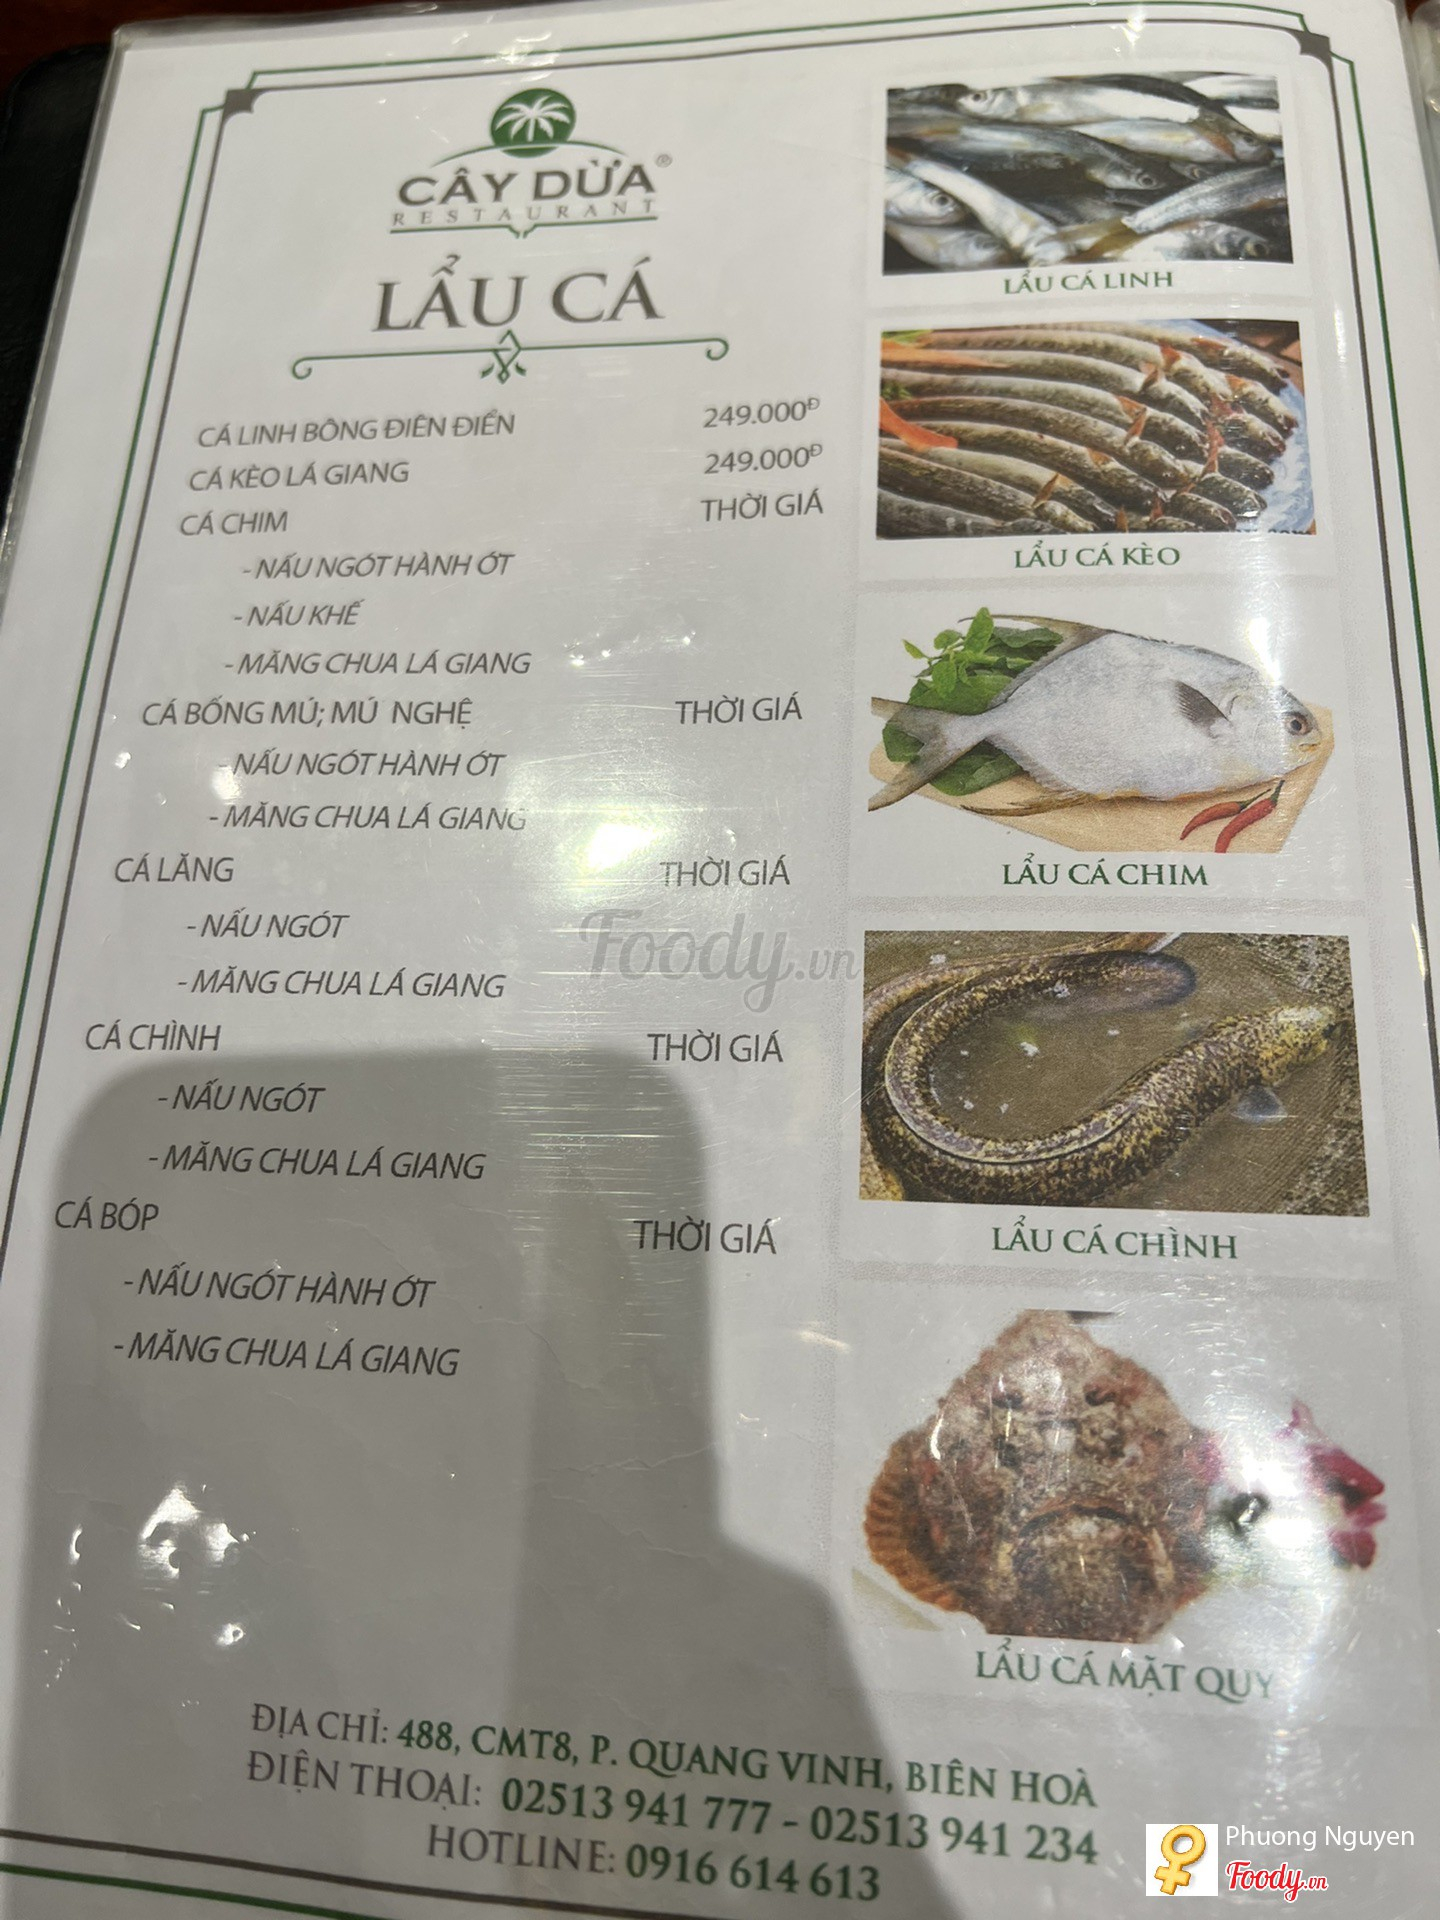 CÂY DỪA®
RESTAURANT
LẨU CÁ
CÁ LINH BÔNG ĐIÊN ĐIỂN 249.000Đ
CÁ KÈO LÁ GIANG 249.000Đ
CÁ CHIM THỜI GIÁ
- NẤU NGÓT HÀNH ỚT
- NẤU KHẾ
- MĂNG CHUA LÁ GIANG
CÁ BỐNG MÚ; MÚ NGHỆ THỜI GIÁ
- NẤU NGÓT HÀNH ỚT
- MĂNG CHUA LÁ GIANG
CÁ LĂNG THỜI GIÁ
- NẤU NGÓT
- MĂNG CHUA LÁ GIANG
CÁ CHÌNH THỜI GIÁ
- NẤU NGÓT
- MĂNG CHUA LÁ GIANG
CÁ BÓP THỜI GIÁ
- NẤU NGÓT HÀNH ỚT
- MĂNG CHUA LÁ GIANG
LẨU CÁ LINH
LẨU CÁ KÈO
LẨU CÁ CHIM
LẨU CÁ CHÌNH
LẨU CÁ MẶT QUỶ
Foody.vn
ĐỊA CHỈ: 488, CMT8, P. QUANG VINH, BIÊN HOÀ
ĐIỆN THOẠI: 02513 941 777 - 02513 941 234
HOTLINE: 0916 614 613
Phuong Nguyen
Foody.vn